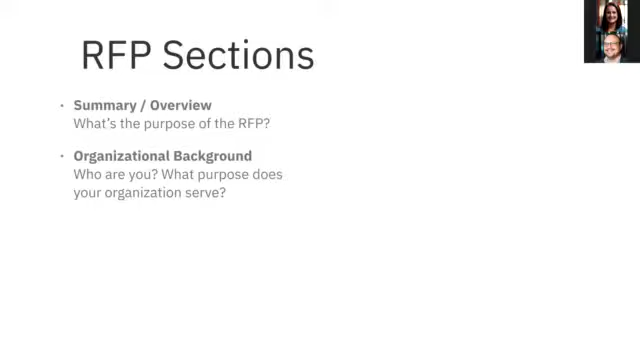 RFP Sections
• Summary / Overview
What's the purpose of the RFP?
• Organizational Background
Who are you? What purpose does
your organization serve?